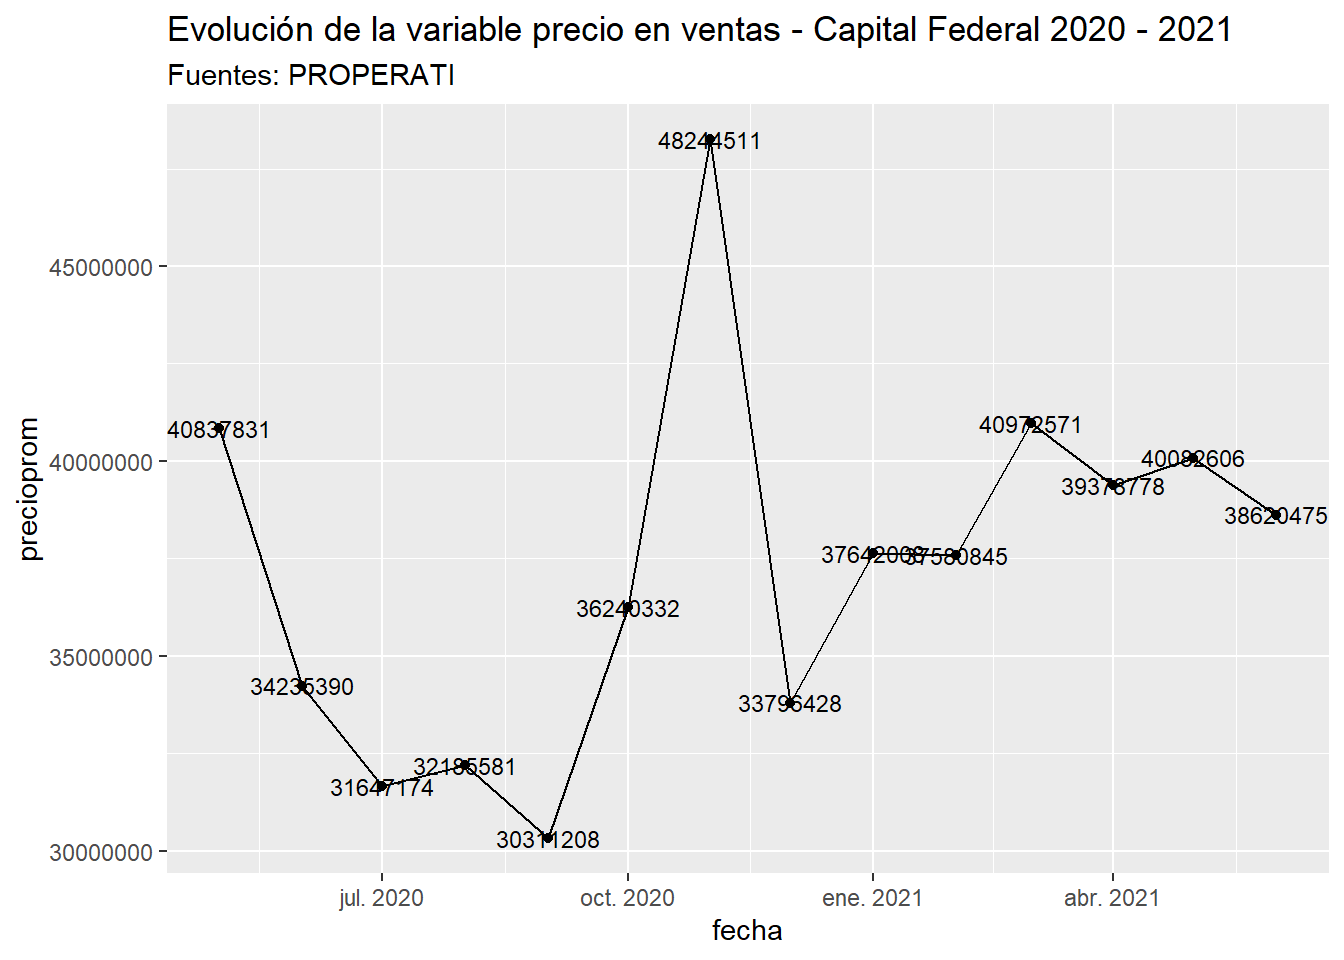 Evolución de la variable precio en ventas - Capital Federal 2020 - 2021
Fuentes: PROPERATI
48244511
45000000
40837831
40972571
40000000
40082606
39378778
38620475
37642008
37580845
36240332
35000000
34235390
33796428
32185581
31647174
30311208
30000000
jul. 2020
oct. 2020
ene. 2021
abr. 2021
fecha
precioprom